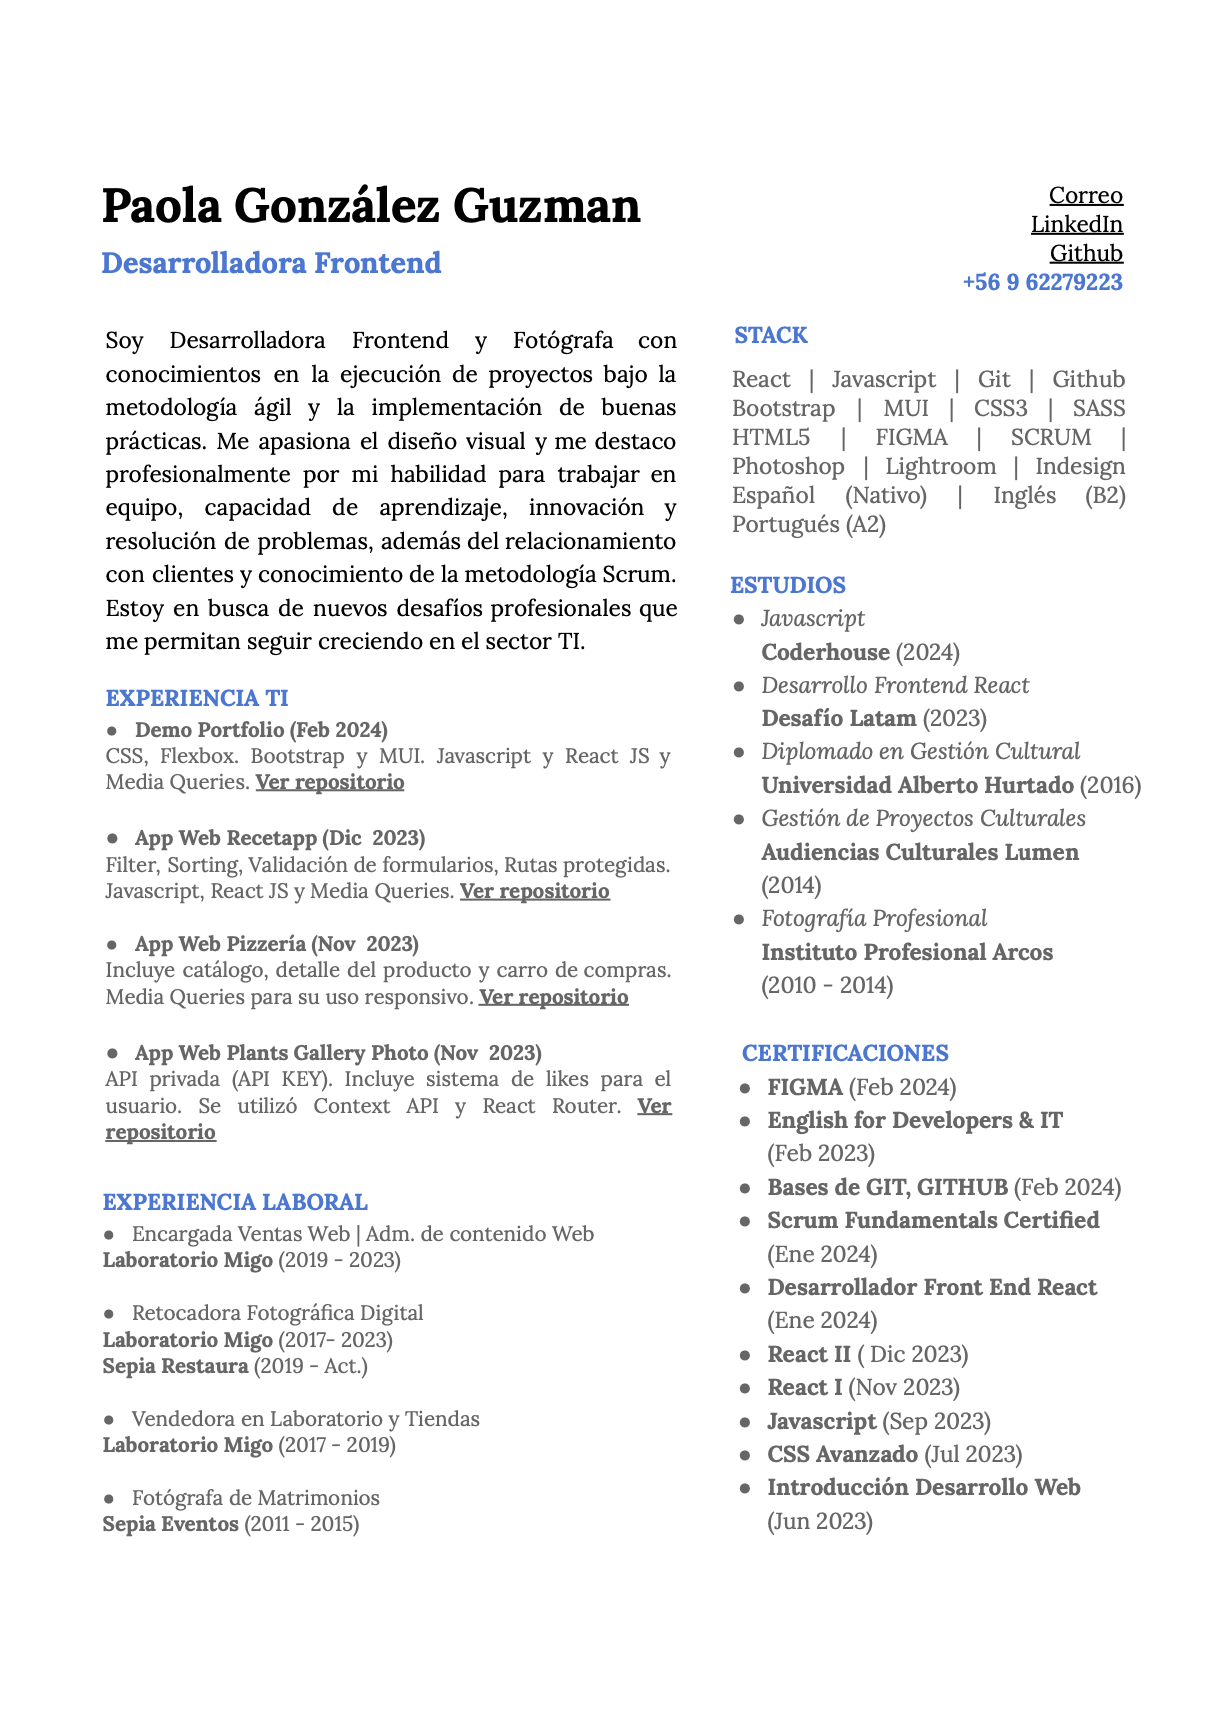 Paola González Guzman
Desarrolladora Frontend
Correo
LinkedIn
Github
+56 9 62279223
Soy Desarrolladora Frontend y Fotógrafa con
conocimientos en la ejecución de proyectos bajo la
metodología ágil y la implementación de buenas
prácticas. Me apasiona el diseño visual y me destaco
profesionalmente por mi habilidad para trabajar en
equipo, capacidad de aprendizaje, innovación y
resolución de problemas, además del relacionamiento
con clientes y conocimiento de la metodología Scrum.
Estoy en busca de nuevos desafíos profesionales que
me permitan seguir creciendo en el sector TI.
EXPERIENCIA TI
● Demo Portfolio (Feb 2024)
CSS, Flexbox. Bootstrap y MUI. Javascript y React JS y
Media Queries. Ver repositorio
● App Web Recetapp (Dic 2023)
Filter, Sorting, Validación de formularios, Rutas protegidas.
Javascript, React JS y Media Queries. Ver repositorio
● App Web Pizzería (Nov 2023)
Incluye catálogo, detalle del producto y carro de compras.
Media Queries para su uso responsivo. Ver repositorio
● App Web Plants Gallery Photo (Nov 2023)
API privada (API KEY). Incluye sistema de likes para el
usuario. Se utilizó Context API y React Router. Ver
repositorio
EXPERIENCIA LABORAL
● Encargada Ventas Web | Adm. de contenido Web
Laboratorio Migo (2019 - 2023)
● Retocadora Fotográfica Digital
Laboratorio Migo (2017- 2023)
Sepia Restaura (2019 - Act.)
● Vendedora en Laboratorio y Tiendas
Laboratorio Migo (2017 - 2019)
● Fotógrafa de Matrimonios
Sepia Eventos (2011 - 2015)
STACK
React | Javascript | Git | Github
Bootstrap | MUI | CSS3 | SASS
HTML5 | FIGMA | SCRUM |
Photoshop | Lightroom | Indesign
Español (Nativo) | Inglés (B2)
Portugués (A2)
ESTUDIOS
● Javascript
Coderhouse (2024)
● Desarrollo Frontend React
Desafío Latam (2023)
● Diplomado en Gestión Cultural
Universidad Alberto Hurtado (2016)
● Gestión de Proyectos Culturales
Audiencias Culturales Lumen
(2014)
● Fotografía Profesional
Instituto Profesional Arcos
(2010 - 2014)
CERTIFICACIONES
● FIGMA (Feb 2024)
● English for Developers & IT
(Feb 2023)
● Bases de GIT, GITHUB (Feb 2024)
● Scrum Fundamentals Certified
(Ene 2024)
● Desarrollador Front End React
(Ene 2024)
● React II ( Dic 2023)
● React I (Nov 2023)
● Javascript (Sep 2023)
● CSS Avanzado (Jul 2023)
● Introducción Desarrollo Web
(Jun 2023)